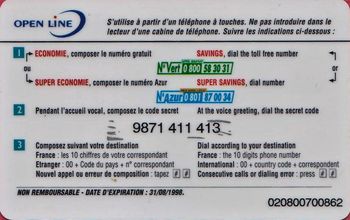 OPEN LINE
S'utilise à partir d'un téléphone à touches. Ne pas introduire dans le
lecteur d'une cabine de téléphone. Suivre les indications ci-dessous :
1 ECONOMIE, composer le numéro gratuit SAVINGS, dial the toll free number
ou N°Vert 0 800 58 30 31 or
SUPER ECONOMIE, composer le numéro Azur SUPER SAVINGS, dial the number
N°Azur 0 801 87 00 34
2 Pendant l'accueil vocal, composez le code secret At the voice greeting, dial the secret code
9871 411 413
3 Composez suivant votre destination Dial according to your destination
France : les 10 chiffres de votre correspondant France : the 10 digits phone number
Etranger : 00 + Code du pays + n° correspondant International : 00 + country code + phone number
Nouvel appel ou erreur de composition : tapez # # Consecutive calls or dialing error : press # #
NON REMBOURSABLE - DATE D'EXPIRATION : 31/08/1998.
020800700862